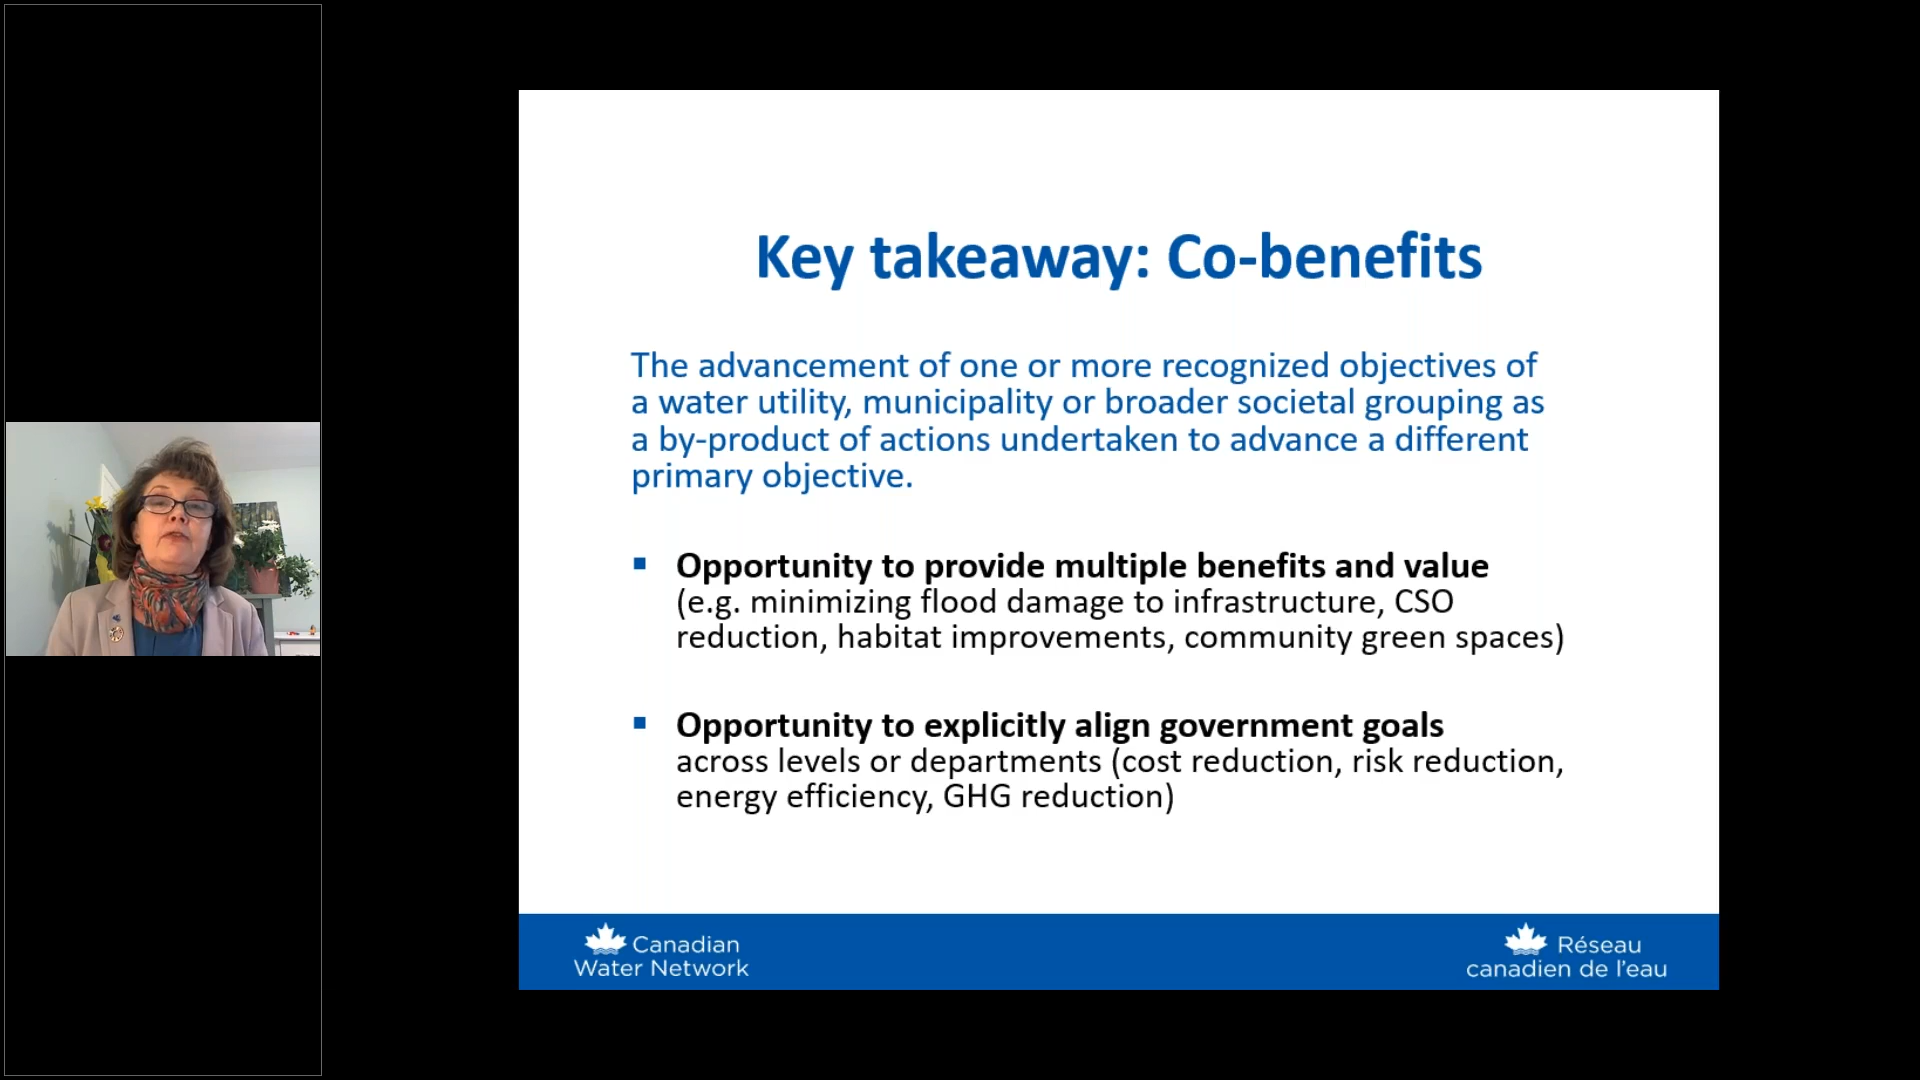 Key takeaway: Co-benefits
The advancement of one or more recognized objectives of
a water utility, municipality or broader societal grouping as
a by-product of actions undertaken to advance a different
primary objective.
▪ Opportunity to provide multiple benefits and value
(e.g. minimizing flood damage to infrastructure, CSO
reduction, habitat improvements, community green spaces)
▪ Opportunity to explicitly align government goals
across levels or departments (cost reduction, risk reduction,
energy efficiency, GHG reduction)
Canadian
Water Network
Réseau
canadien de l'eau